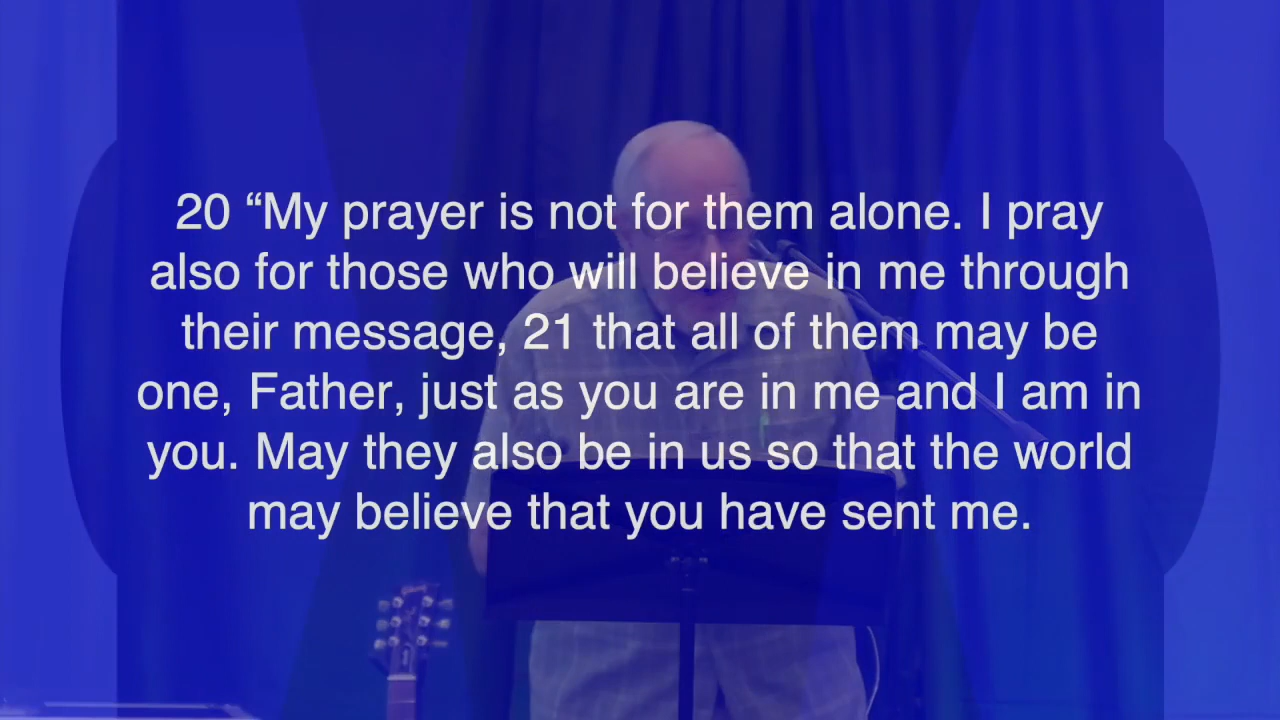 20 “My prayer is not for them alone. I pray
also for those who will believe in me through
their message, 21 that all of them may be
one, Father, just as you are in me and I am in
you. May they also be in us so that the world
may believe that you have sent me.